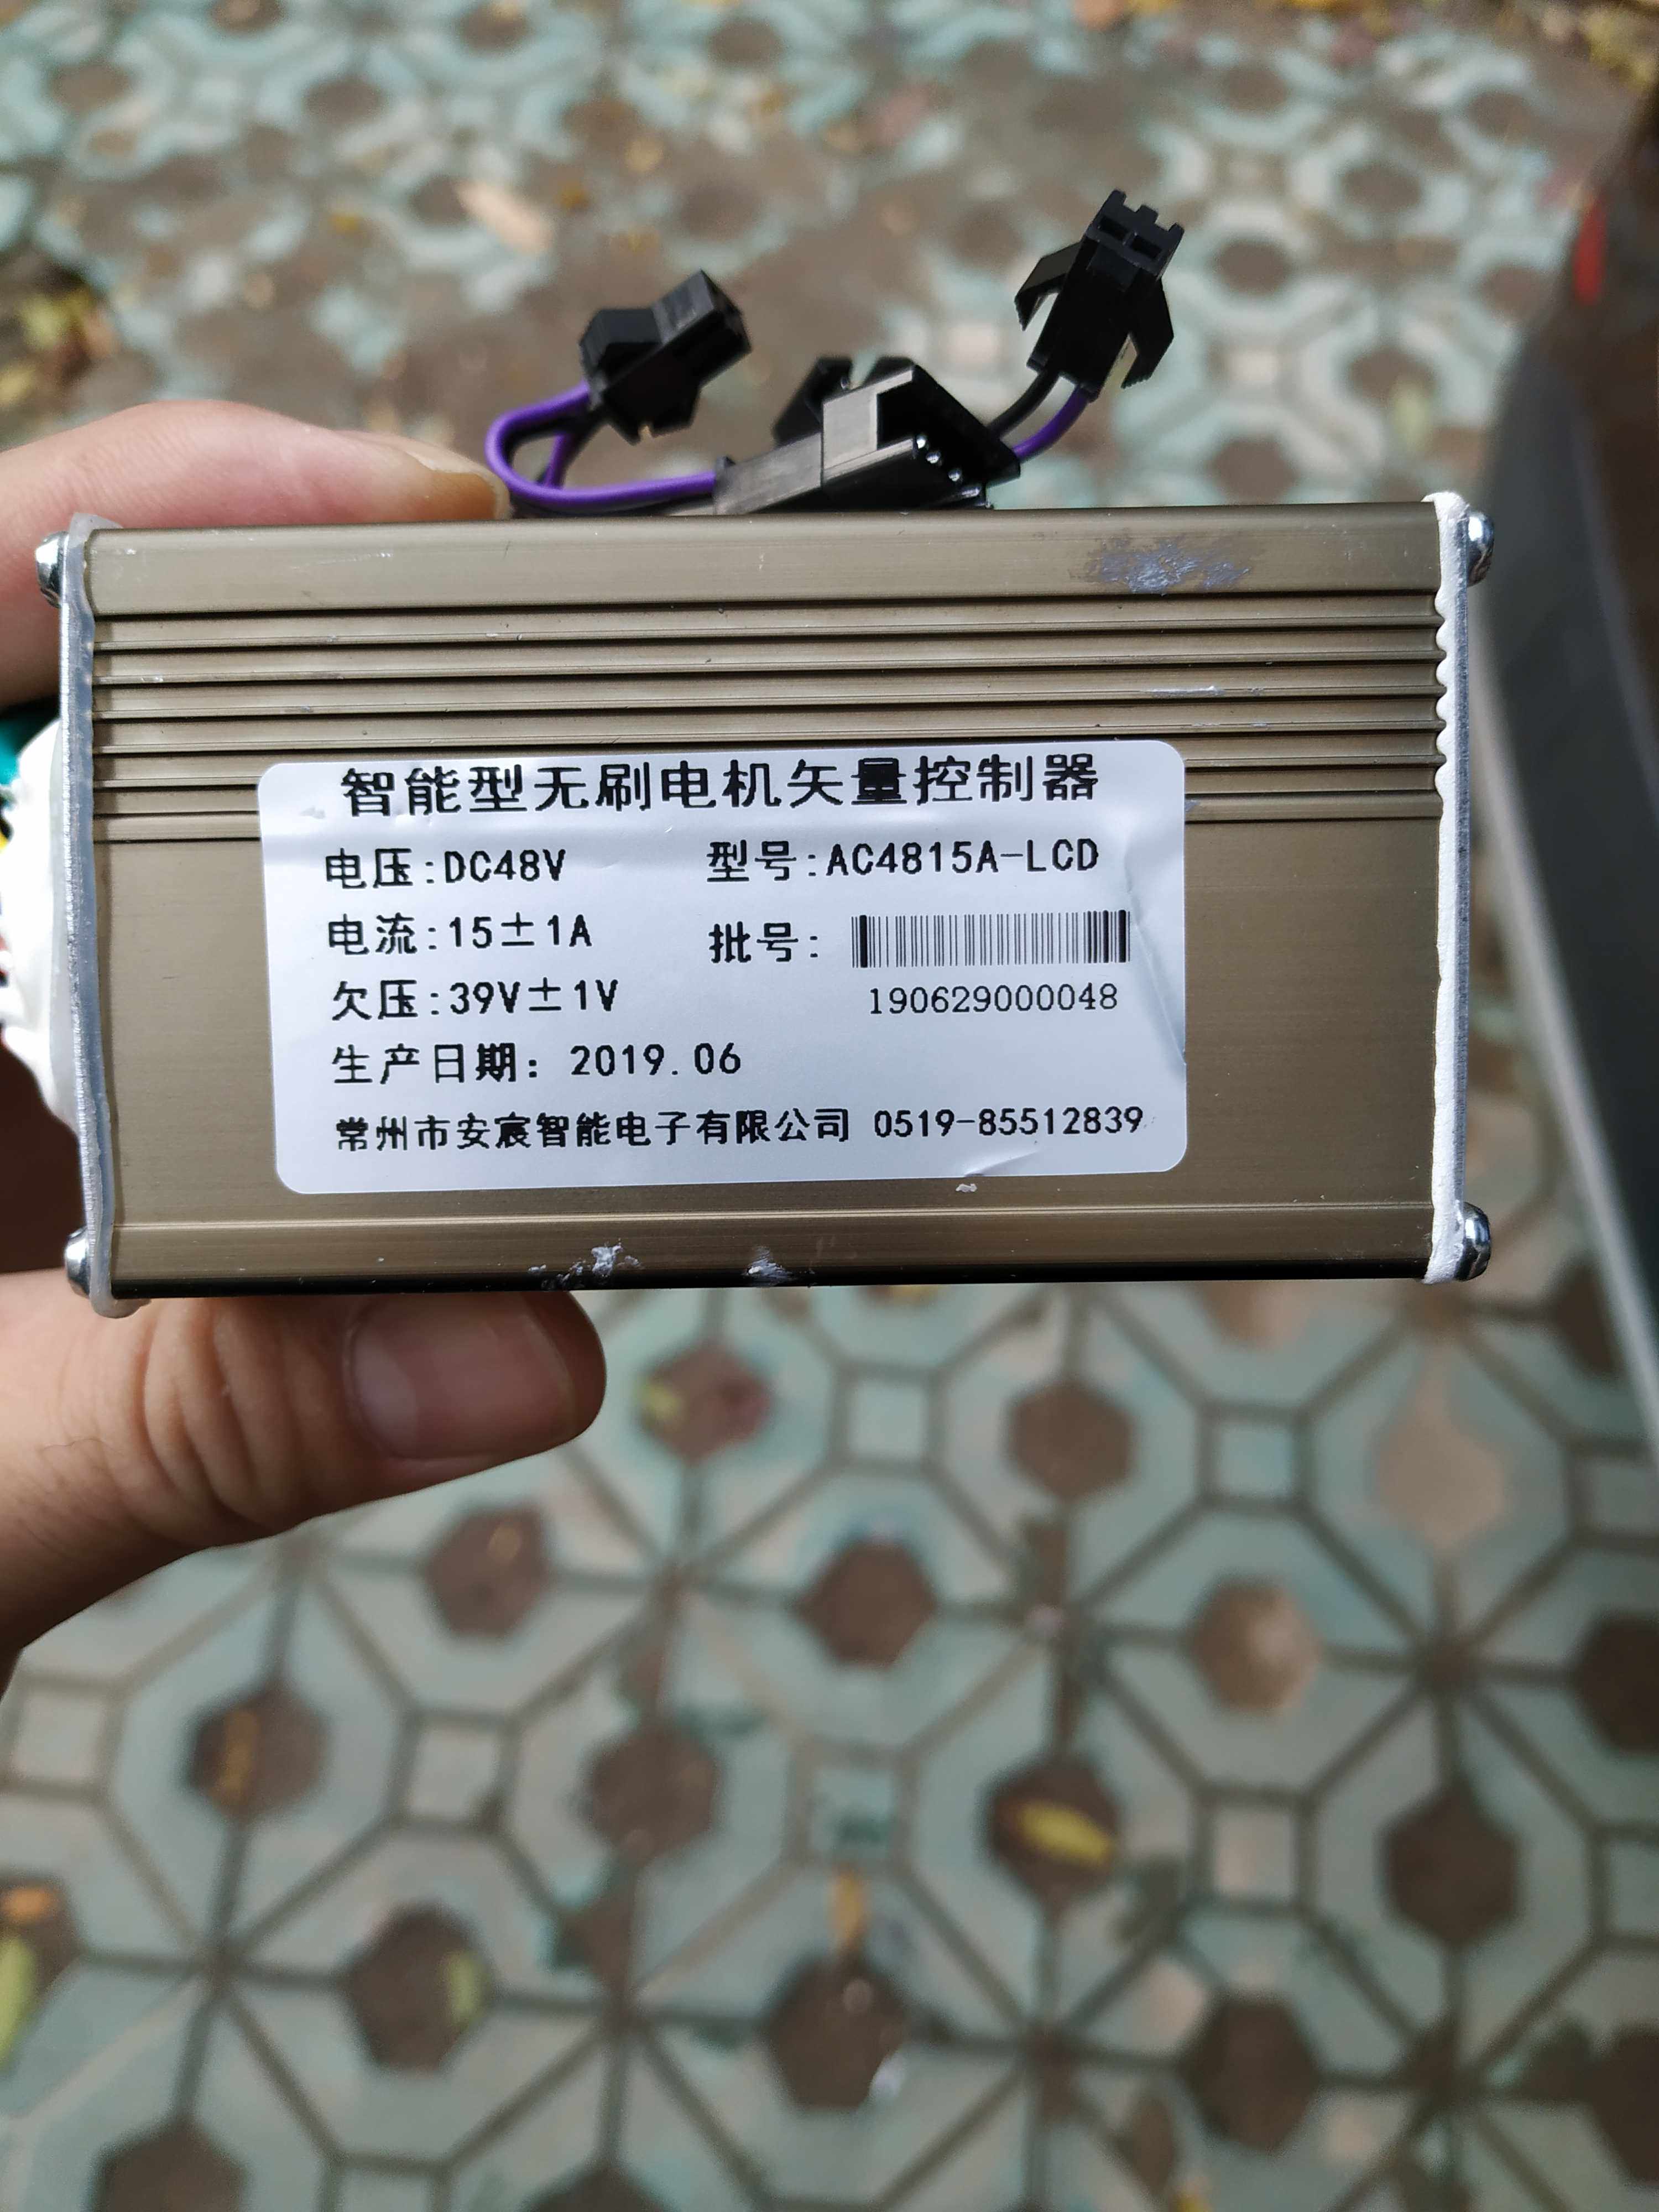 智能型无刷电机矢量控制器
电压:DC48V 型号:AC4815A-LCD
电流:15±1A 批号:
欠压:39V±1V 190629000048
生产日期: 2019.06
常州市安宸智能电子有限公司 0519-85512839